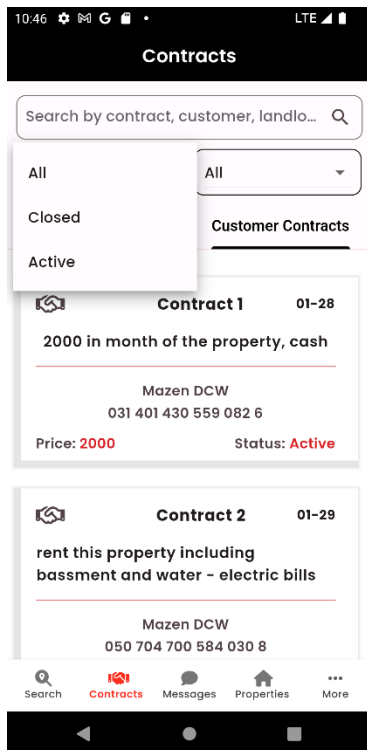 10:46 LTE
Contracts
Search by contract, customer, landlo...
All
All
Closed
Customer Contracts
Active
Contract 1 01-28
2000 in month of the property, cash
Mazen DCW
031 401 430 559 082 6
Price: 2000 Status: Active
Contract 2 01-29
rent this property including
bassment and water - electric bills
Mazen DCW
050 704 700 584 030 8
Search Contracts Messages Properties More